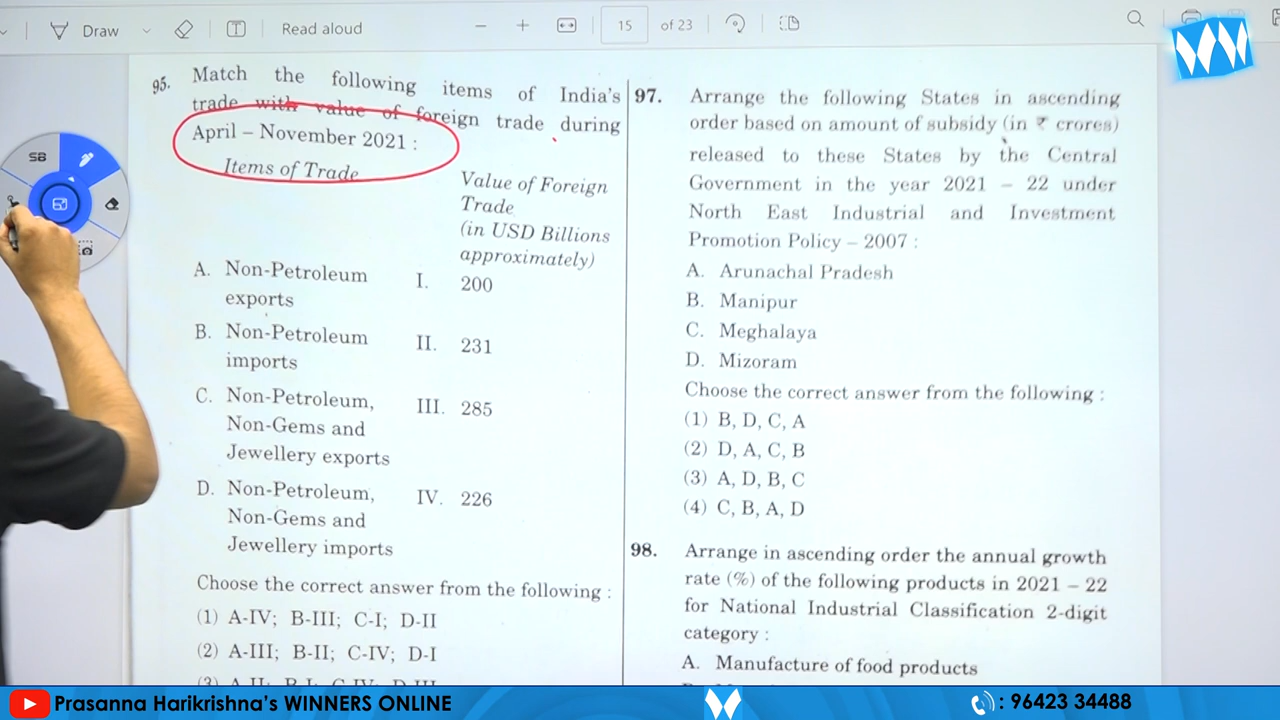 Draw
Read aloud
15 of 23
95. Match the following items of India's
trade with value of foreign trade during
April – November 2021 :
Items of Trade
Value of Foreign
Trade
(in USD Billions
approximately)
A. Non-Petroleum I. 200
exports
B. Non-Petroleum II. 231
imports
C. Non-Petroleum, III. 285
Non-Gems and
Jewellery exports
D. Non-Petroleum, IV. 226
Non-Gems and
Jewellery imports
Choose the correct answer from the following :
(1) A-IV; B-III; C-I; D-II
(2) A-III; B-II; C-IV; D-I
97. Arrange the following States in ascending
order based on amount of subsidy (in ₹ crores)
released to these States by the Central
Government in the year 2021 – 22 under
North East Industrial and Investment
Promotion Policy – 2007 :
A. Arunachal Pradesh
B. Manipur
C. Meghalaya
D. Mizoram
Choose the correct answer from the following :
(1) B, D, C, A
(2) D, A, C, B
(3) A, D, B, C
(4) C, B, A, D
98. Arrange in ascending order the annual growth
rate (%) of the following products in 2021 – 22
for National Industrial Classification 2-digit
category :
A. Manufacture of food products
SB
Prasanna Harikrishna's WINNERS ONLINE
: 96423 34488